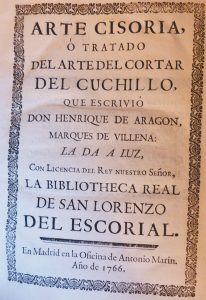 ARTE CISORIA,
Ó TRATADO
DEL ARTE DEL CORTAR
DEL CUCHILLO,
QUE ESCRIVIÓ
DON HENRIQUE DE ARAGON,
MARQUES DE VILLENA:
LA DA A LUZ,
CON LICENCIA DEL REY NUESTRO SEÑOR,
LA BIBLIOTHECA REAL
DE SAN LORENZO
DEL ESCORIAL.
En Madrid en la Oficina de Antonio Marin.
Año de 1766.